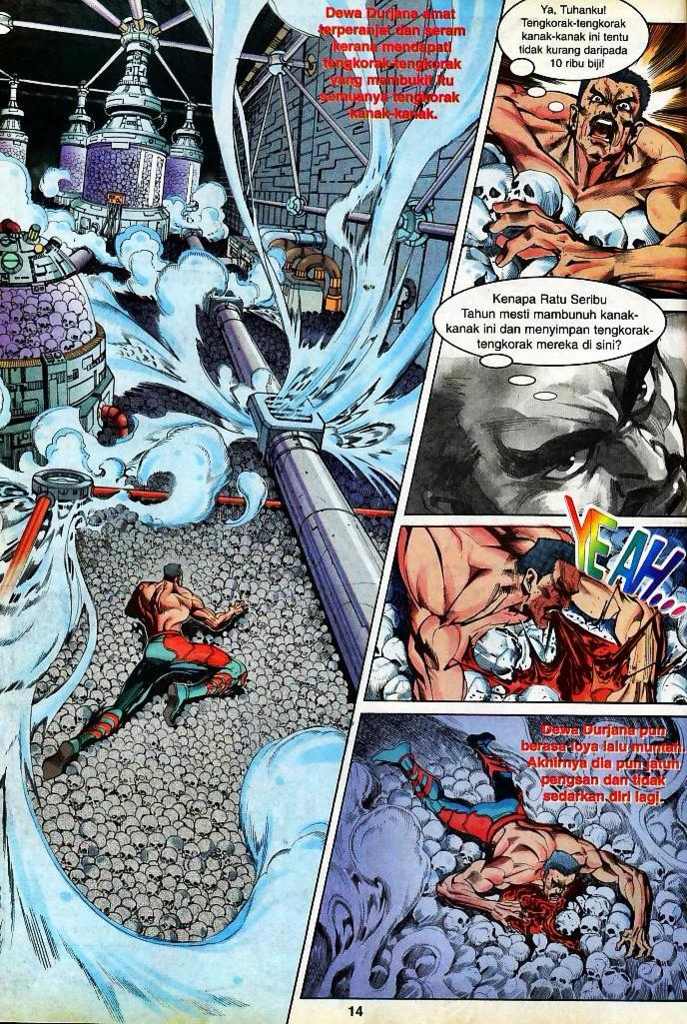 Dewa Durjana amat
terperanjat dan seram
kerana mendapati
tengkorak-tengkorak
yang membukit itu
semuanya tengkorak
kanak-kanak.
Ya, Tuhanku!
Tengkorak-tengkorak
kanak-kanak ini tentu
tidak kurang daripada
10 ribu biji!
Kenapa Ratu Seribu
Tahun mesti mambunuh kanak-
kanak ini dan menyimpan tengkorak-
tengkorak mereka di sini?
YEAH...
Dewa Durjana pun
berasa loya lalu muntah.
Akhirnya dia pun jatuh
pengsan dan tidak
sedarkan diri lagi.
14